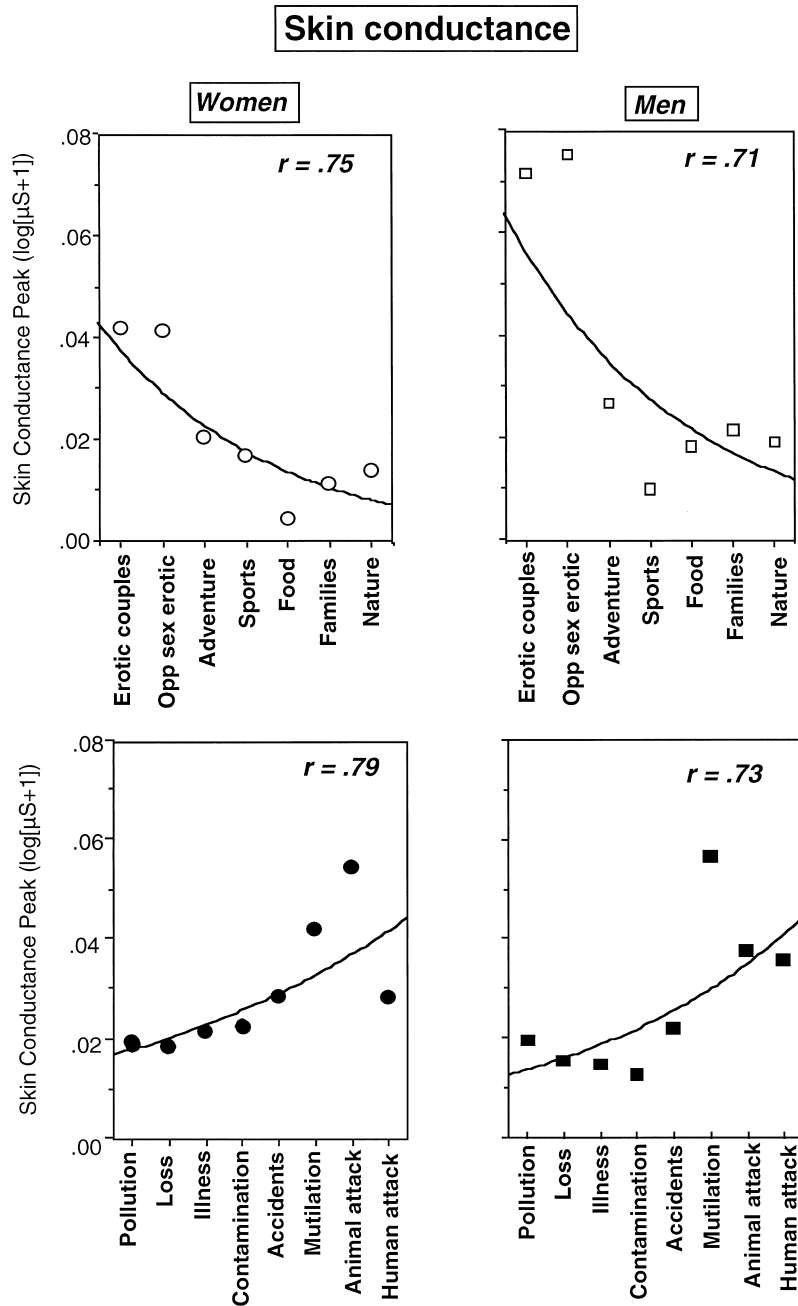 Skin conductance
Women
Men
Skin Conductance Peak (log[µS+1])
.08
.06
.04
.02
.00
r = .75
r = .71
Erotic couples
Opp sex erotic
Adventure
Sports
Food
Families
Nature
Erotic couples
Opp sex erotic
Adventure
Sports
Food
Families
Nature
Skin Conductance Peak (log[µS+1])
.08
.06
.04
.02
.00
r = .79
r = .73
Pollution
Loss
Illness
Contamination
Accidents
Mutilation
Animal attack
Human attack
Pollution
Loss
Illness
Contamination
Accidents
Mutilation
Animal attack
Human attack